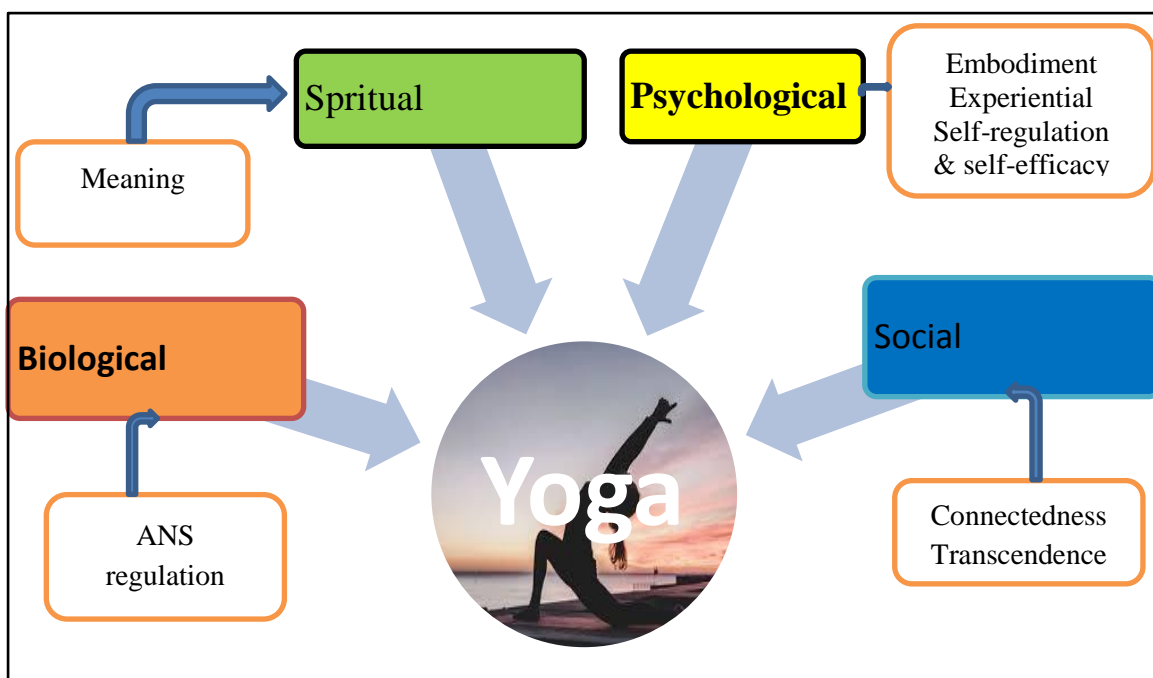 Spritual
Psychological
Embodiment
Experiential
Self-regulation
& self-efficacy
Meaning
Biological
Social
Yoga
ANS
regulation
Connectedness
Transcendence